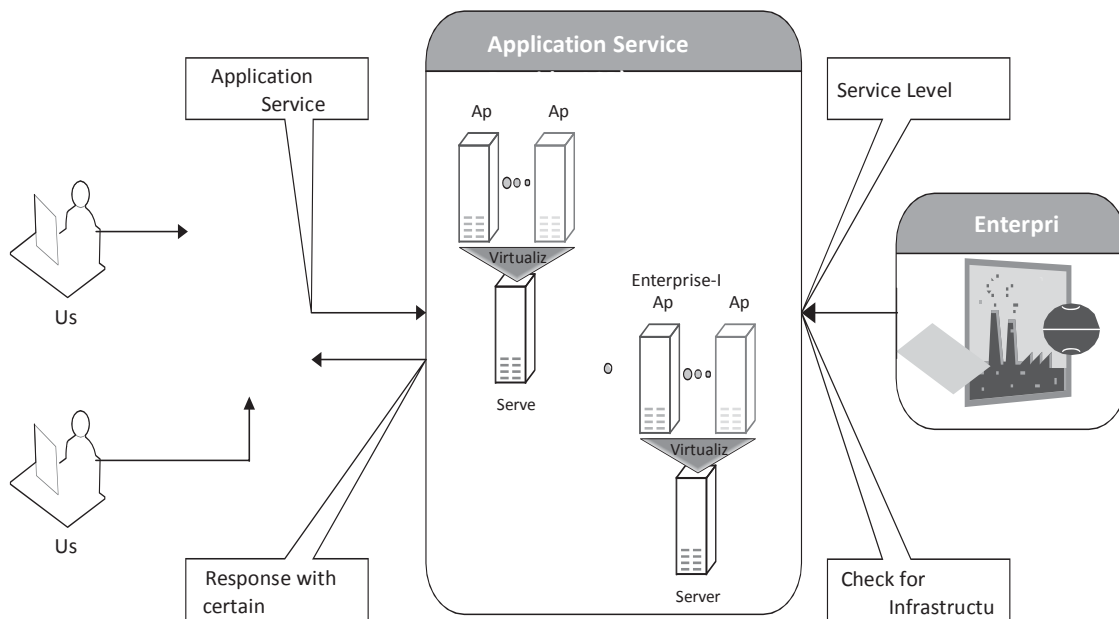 Application Service
Application
Service
Service Level
Ap Ap
Virtualiz
Serve
Enterprise-I
Ap Ap
Virtualiz
Server
Enterpri
Us
Us
Response with
certain
Check for
Infrastructu